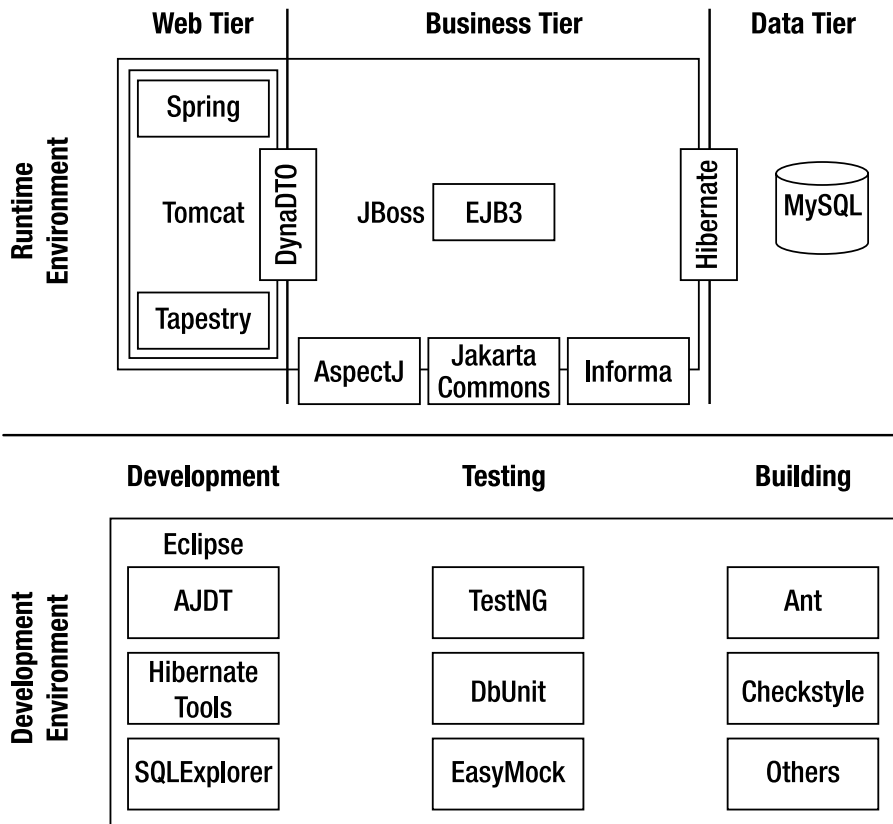 Web Tier
Business Tier
Data Tier
Runtime
Environment
Spring
Tomcat
Tapestry
DynaDTO
JBoss
EJB3
Hibernate
MySQL
AspectJ
Jakarta
Commons
Informa
Development
Testing
Building
Development
Environment
Eclipse
AJDT
TestNG
Ant
Hibernate
Tools
DbUnit
Checkstyle
SQLExplorer
EasyMock
Others